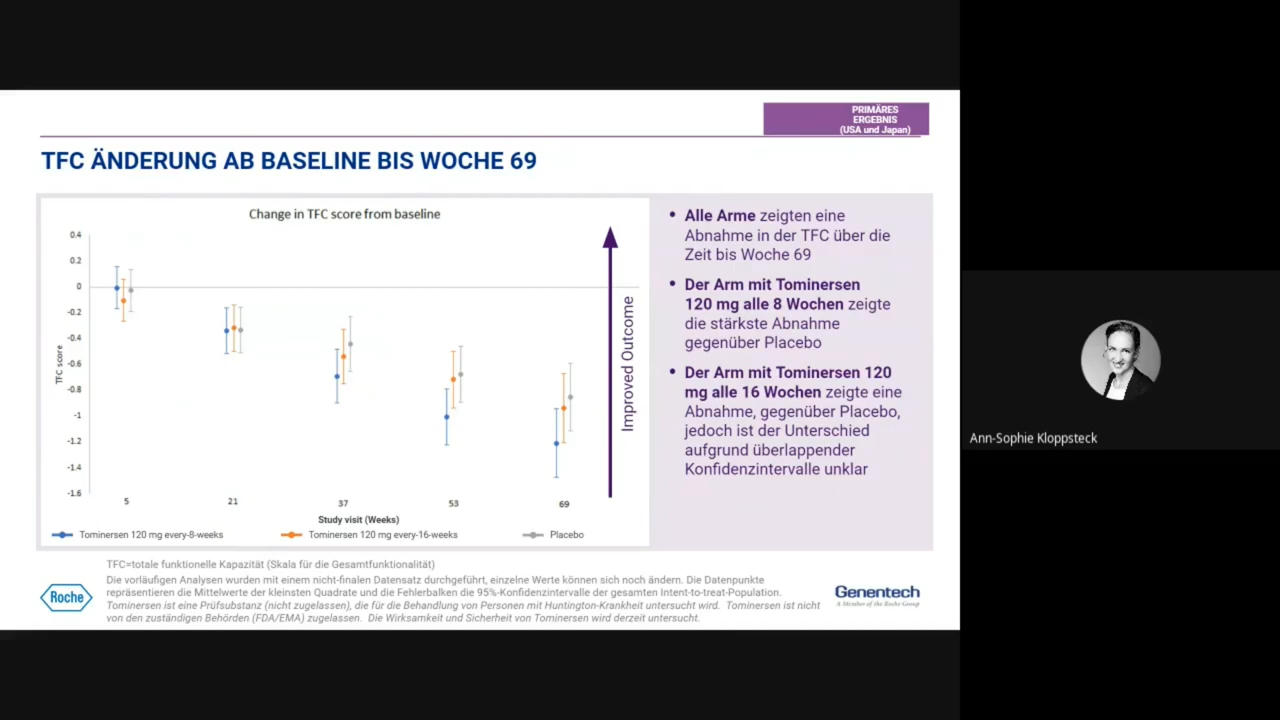 PRIMÄRES
ERGEBNIS
(USA und Japan)
TFC ÄNDERUNG AB BASELINE BIS WOCHE 69
Change in TFC score from baseline
0.4
0.2
0
-0.2
-0.4
-0.6
-0.8
-1
-1.2
-1.4
-1.6
TFC score
5
21
37
53
69
Study visit (Weeks)
Tominersen 120 mg every-8-weeks
Tominersen 120 mg every-16-weeks
Placebo
Improved Outcome
• Alle Arme zeigten eine
Abnahme in der TFC über die
Zeit bis Woche 69
• Der Arm mit Tominersen
120 mg alle 8 Wochen zeigte
die stärkste Abnahme
gegenüber Placebo
• Der Arm mit Tominersen 120
mg alle 16 Wochen zeigte eine
Abnahme, gegenüber Placebo,
jedoch ist der Unterschied
aufgrund überlappender
Konfidenzintervalle unklar
TFC=totale funktionelle Kapazität (Skala für die Gesamtfunktionalität)
Die vorläufigen Analysen wurden mit einem nicht-finalen Datensatz durchgeführt, einzelne Werte können sich noch ändern. Die Datenpunkte
repräsentieren die Mittelwerte der kleinsten Quadrate und die Fehlerbalken die 95%-Konfidenzintervalle der gesamten Intent-to-treat-Population.
Tominersen ist eine Prüfsubstanz (nicht zugelassen), die für die Behandlung von Personen mit Huntington-Krankheit untersucht wird. Tominersen ist nicht
von den zuständigen Behörden (FDA/EMA) zugelassen. Die Wirksamkeit und Sicherheit von Tominersen wird derzeit untersucht.
Roche
Genentech
A Member of the Roche Group
Ann-Sophie Kloppsteck